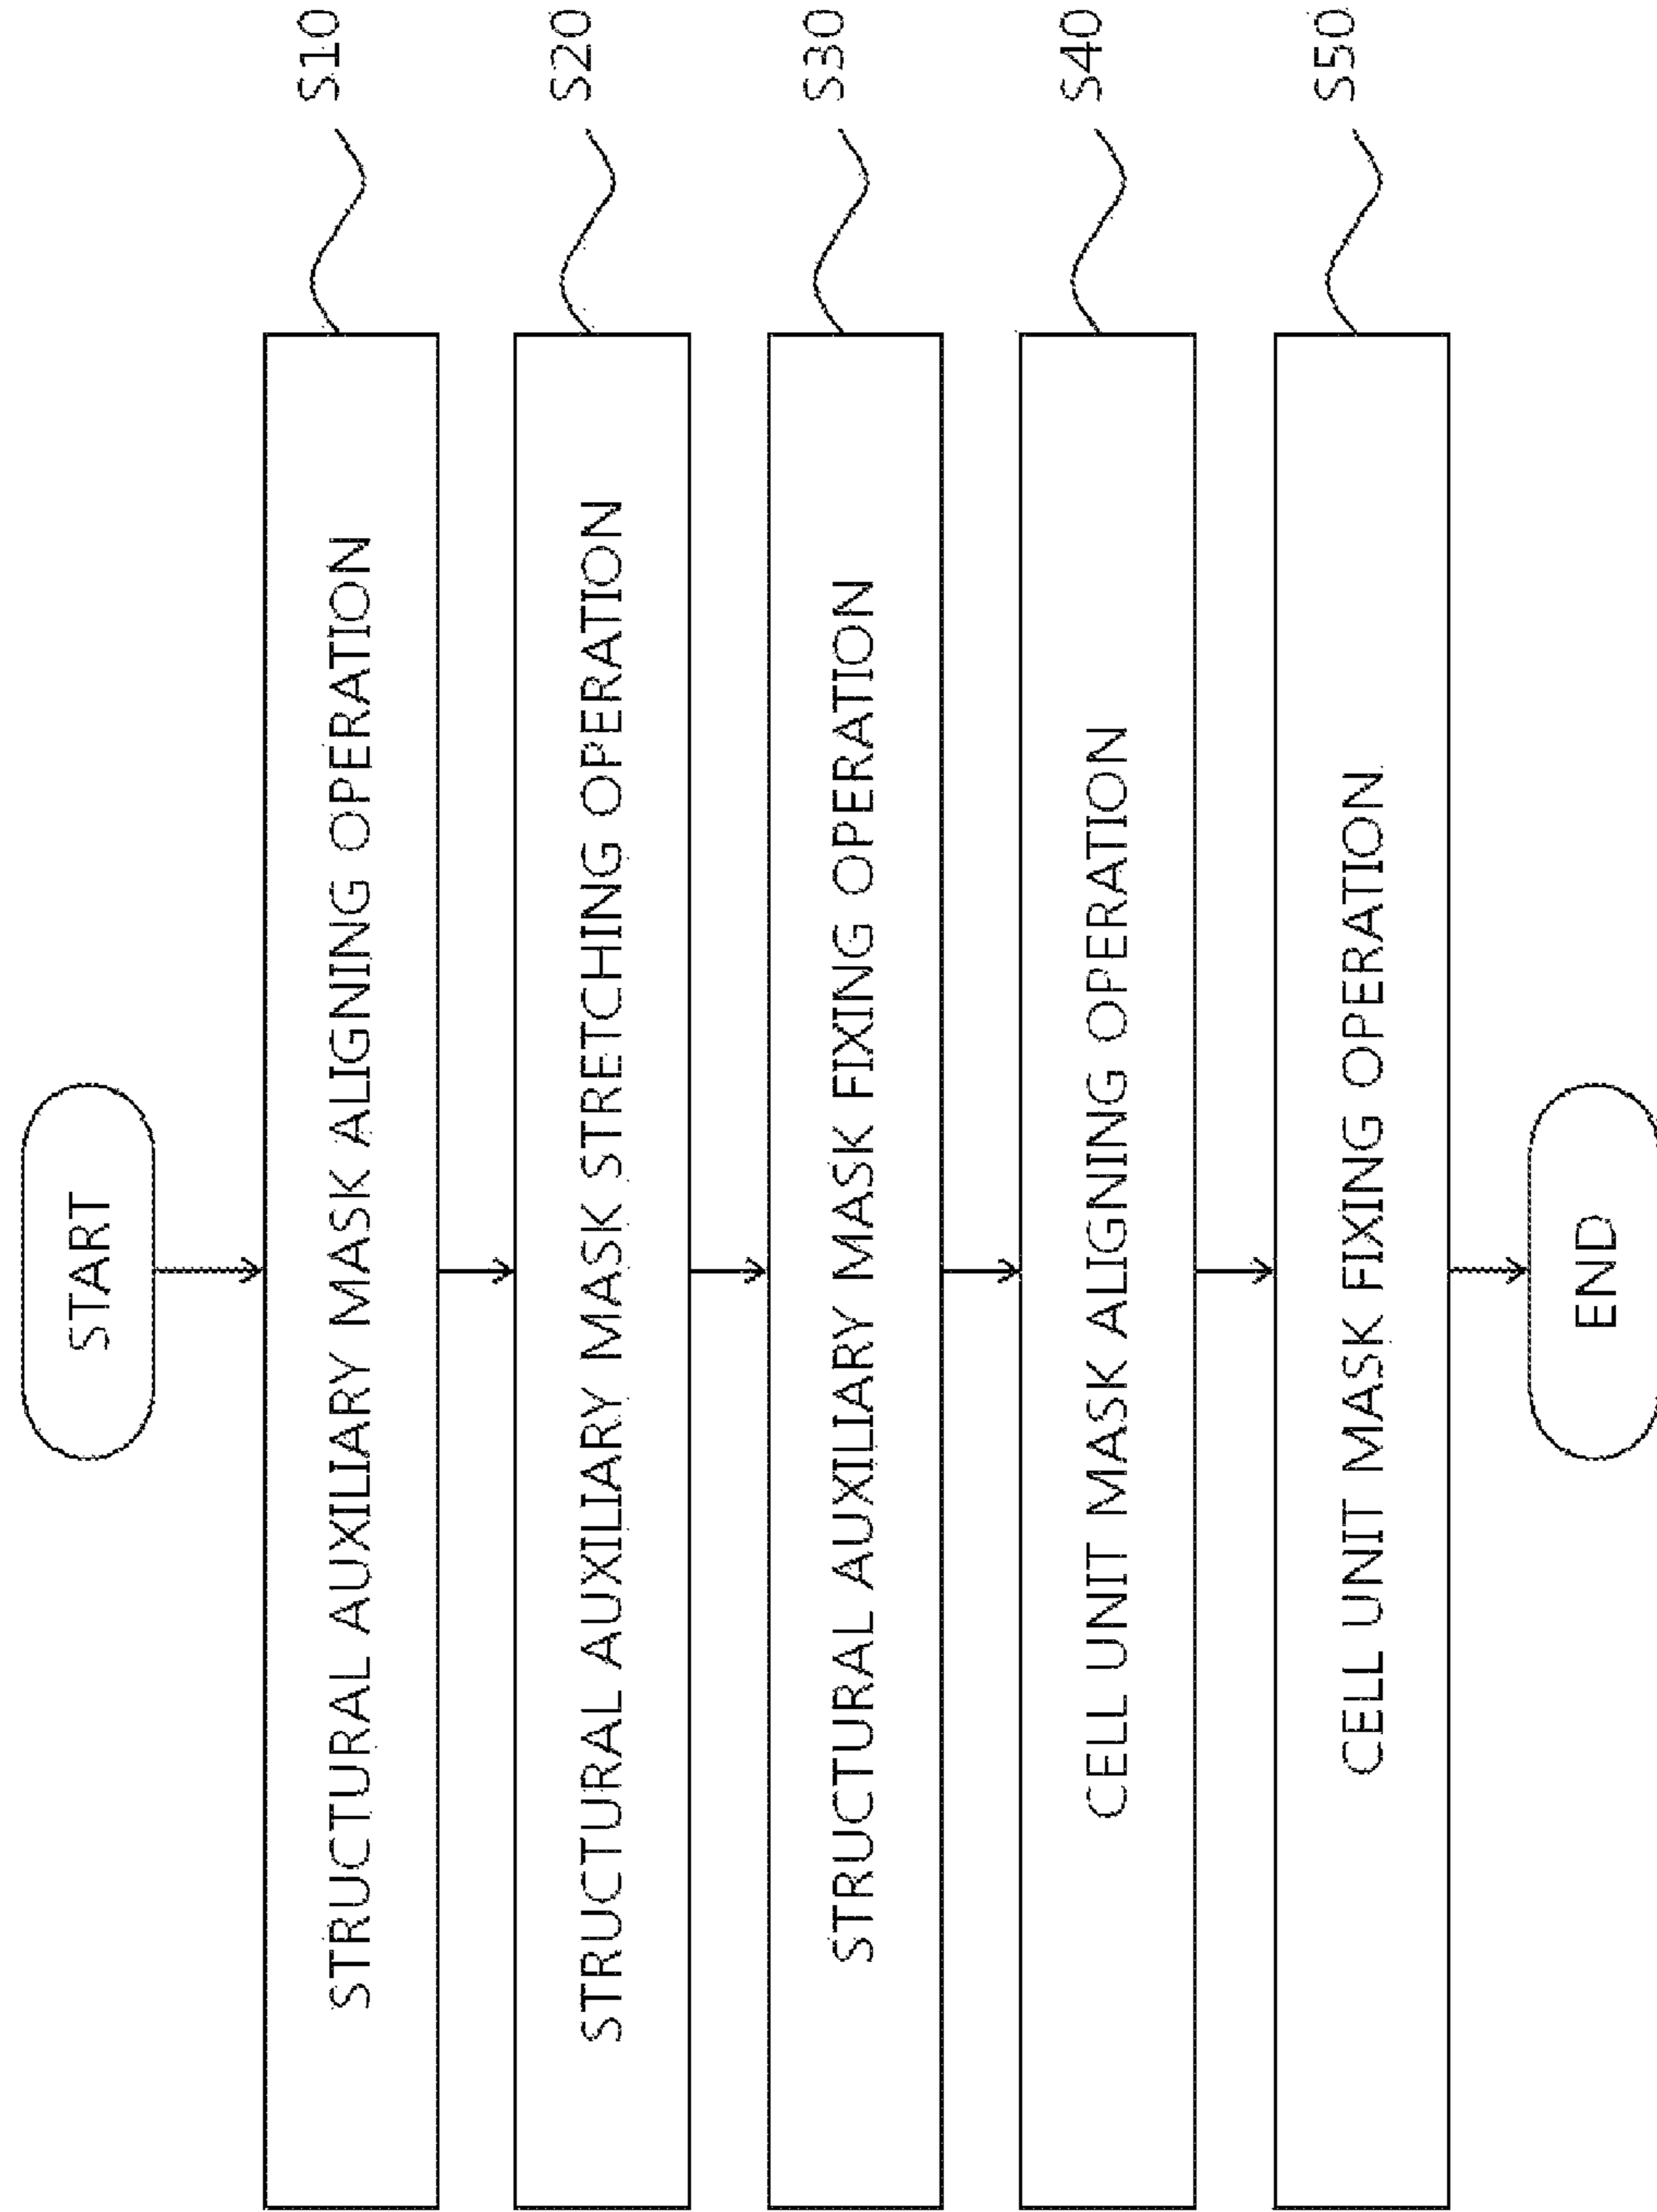 START
STRUCTURAL AUXILIARY MASK ALIGNING OPERATION
S10
STRUCTURAL AUXILIARY MASK STRETCHING OPERATION
S20
STRUCTURAL AUXILIARY MASK FIXING OPERATION
S30
CELL UNIT MASK ALIGNING OPERATION
S40
CELL UNIT MASK FIXING OPERATION
S50
END